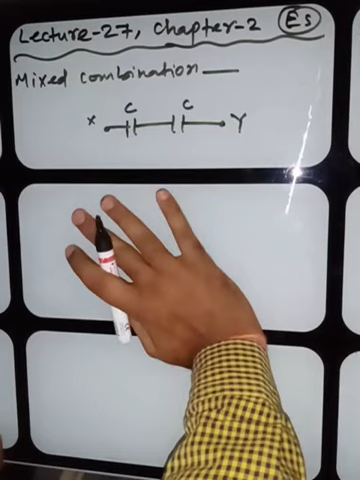 Lecture-27, Chapter-2 Es
Mixed combination —
C C
X Y